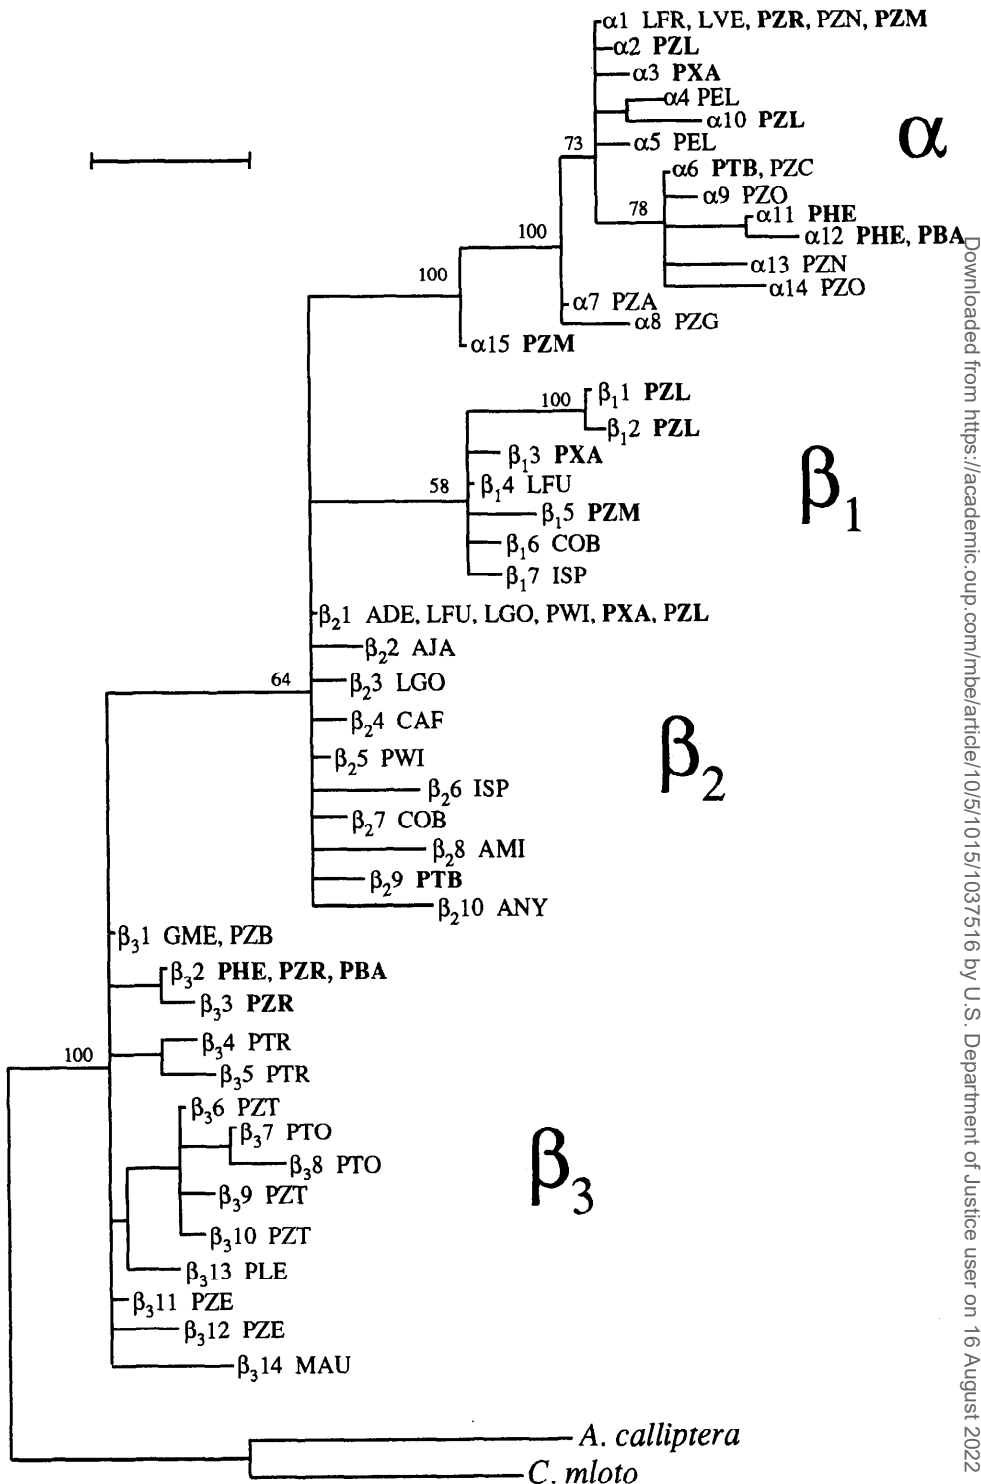 α1 LFR, LVE, PZR, PZN, PZM
α2 PZL
α3 PXA
α4 PEL
α10 PZL
α
73
α5 PEL
α6 PTB, PZC
α9 PZO
78
α11 PHE
α12 PHE, PBA
100
α13 PZN
100
α14 PZO
α7 PZA
α8 PZG
α15 PZM
β₁1 PZL
100
β₁2 PZL
β₁3 PXA
58
β₁4 LFU
β₁
β₁5 PZM
β₁6 COB
β₁7 ISP
β₂1 ADE, LFU, LGO, PWI, PXA, PZL
β₂2 AJA
64
β₂3 LGO
β₂4 CAF
β₂5 PWI
β₂
β₂6 ISP
β₂7 COB
β₂8 AMI
β₂9 PTB
β₂10 ANY
β₃1 GME, PZB
β₃2 PHE, PZR, PBA
β₃3 PZR
β₃4 PTR
100
β₃5 PTR
β₃6 PZT
β₃7 PTO
β₃8 PTO
β₃
β₃9 PZT
β₃10 PZT
β₃13 PLE
β₃11 PZE
β₃12 PZE
β₃14 MAU
A. calliptera
C. mloto
Downloaded from https://academic.oup.com/mbe/article/10/5/1015/1037516 by U.S. Department of Justice user on 16 August 2022